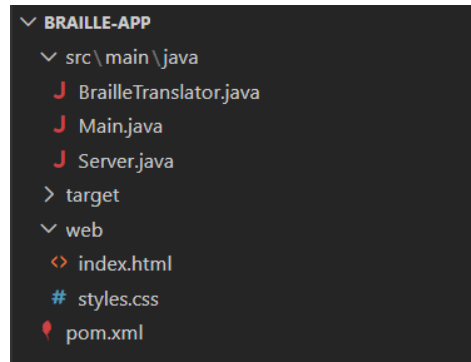 BRAILLE-APP
src\main\java
J BrailleTranslator.java
J Main.java
J Server.java
target
web
<> index.html
# styles.css
pom.xml